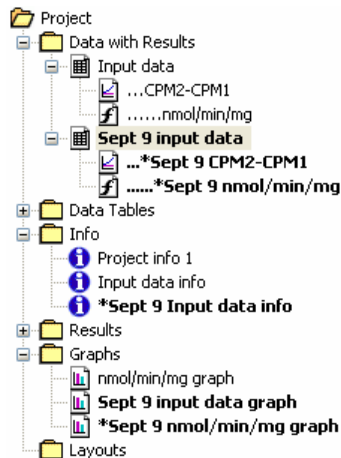 Project
Data with Results
Input data
...CPM2-CPM1
......nmol/min/mg
Sept 9 input data
...*Sept 9 CPM2-CPM1
......*Sept 9 nmol/min/mg
Data Tables
Info
Project info 1
Input data info
*Sept 9 Input data info
Results
Graphs
nmol/min/mg graph
Sept 9 input data graph
*Sept 9 nmol/min/mg graph
Layouts